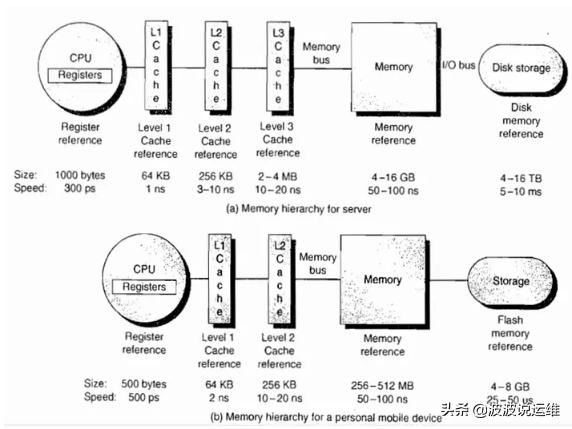 CPU
Registers
L1
Cache
L2
Cache
L3
Cache
Memory
bus
Memory
I/O bus
Disk storage
Register
reference
Level 1
Cache
reference
Level 2
Cache
reference
Level 3
Cache
reference
Memory
reference
Disk
memory
reference
Size: 1000 bytes 64 KB 256 KB 2–4 MB 4–16 GB 4–16 TB
Speed: 300 ps 1 ns 3–10 ns 10–20 ns 50–100 ns 5–10 ms
(a) Memory hierarchy for server
CPU
Registers
L1
Cache
L2
Cache
Memory
bus
Memory
Storage
Register
reference
Level 1
Cache
reference
Level 2
Cache
reference
Memory
reference
Flash
memory
reference
Size: 500 bytes 64 KB 256 KB 256–512 MB 4–8 GB
Speed: 500 ps 2 ns 10–20 ns 50–100 ns 25–50 us
(b) Memory hierarchy for a personal mobile device
头条 @波波说运维